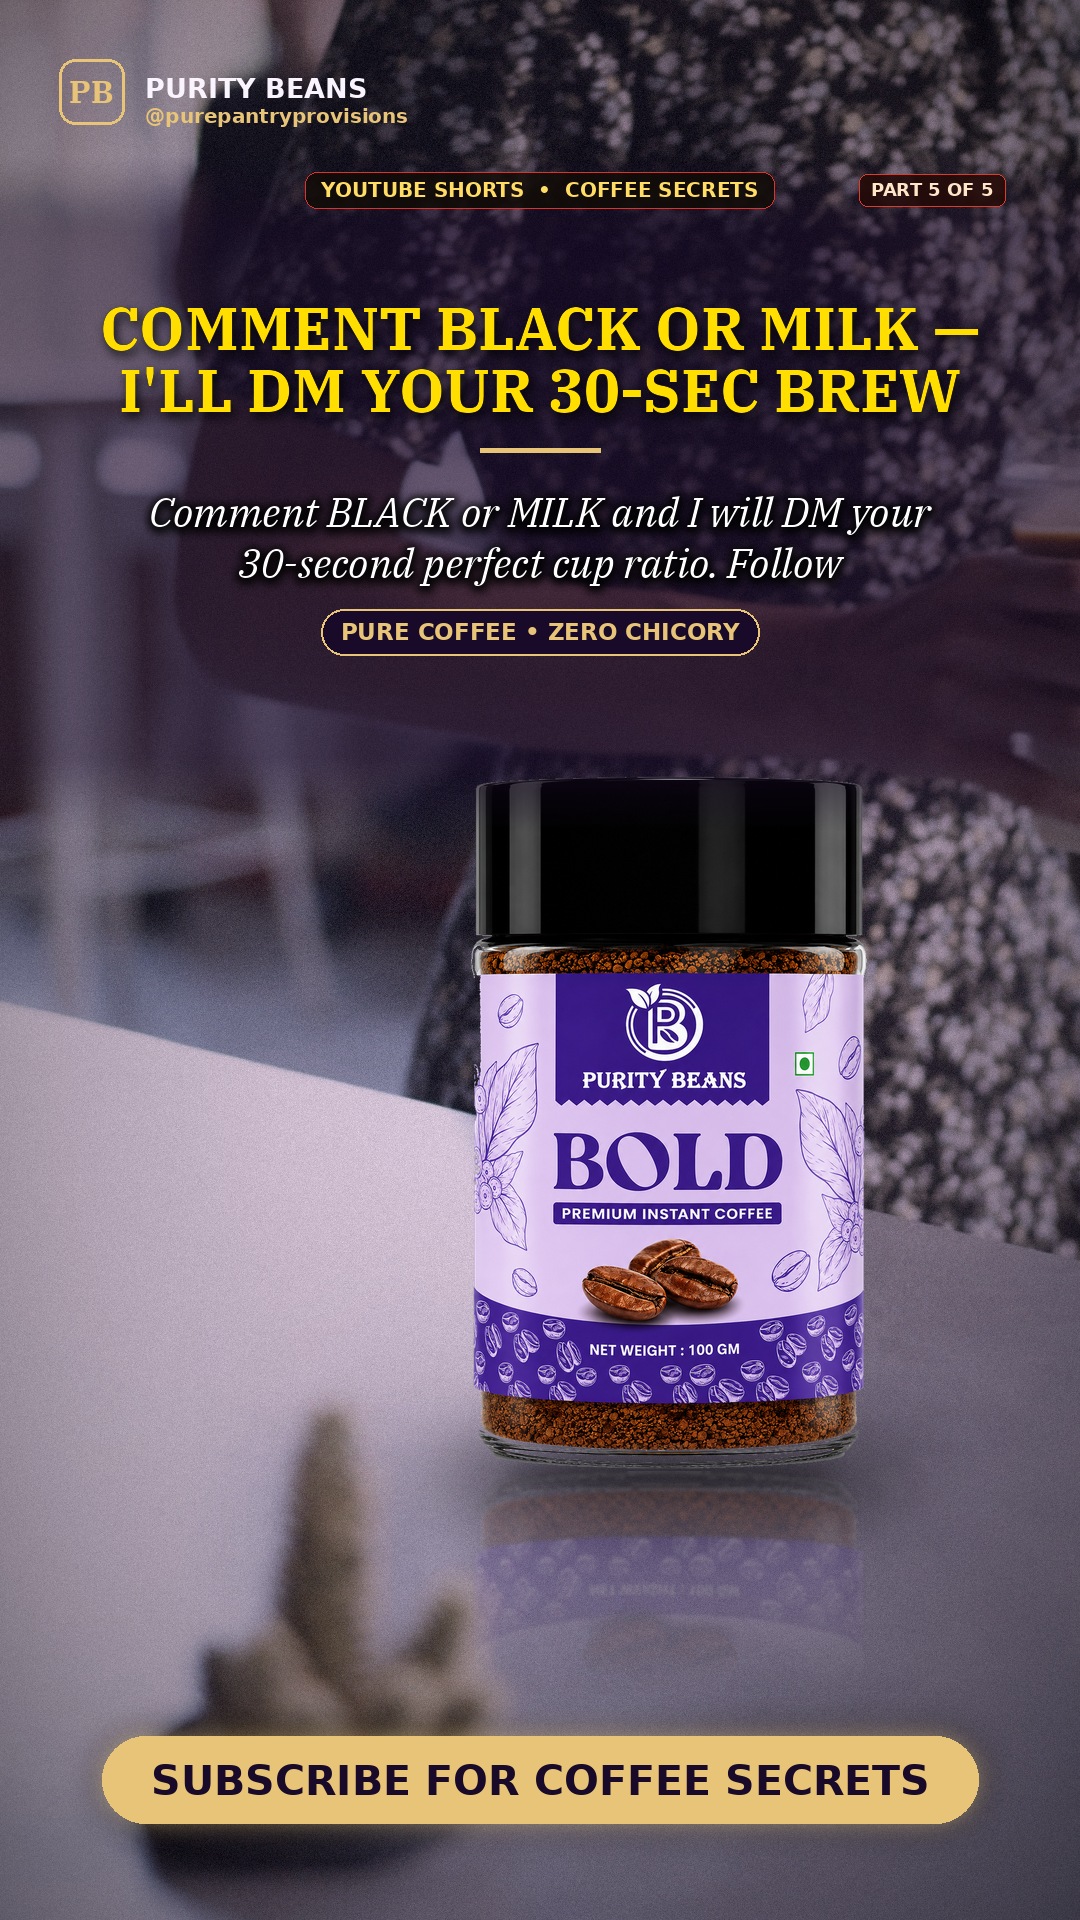 PB
PURITY BEANS
@purepantryprovisions
YOUTUBE SHORTS • COFFEE SECRETS
PART 5 OF 5
COMMENT BLACK OR MILK —
I'LL DM YOUR 30-SEC BREW
Comment BLACK or MILK and I will DM your
30-second perfect cup ratio. Follow
PURE COFFEE • ZERO CHICORY
PURITY BEANS
BOLD
PREMIUM INSTANT COFFEE
NET WEIGHT : 100 GM
SUBSCRIBE FOR COFFEE SECRETS